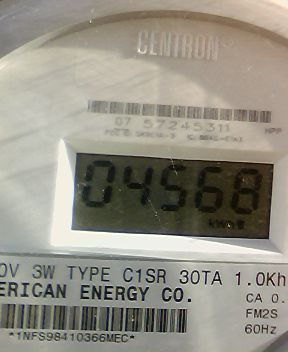 CENTRON®
07 57245311 HPP
04568
kWh
0V 3W TYPE C1SR 30TA 1.0Kh
ERICAN ENERGY CO. CA 0.
FM2S
60Hz
*1NFS98410366MEC*